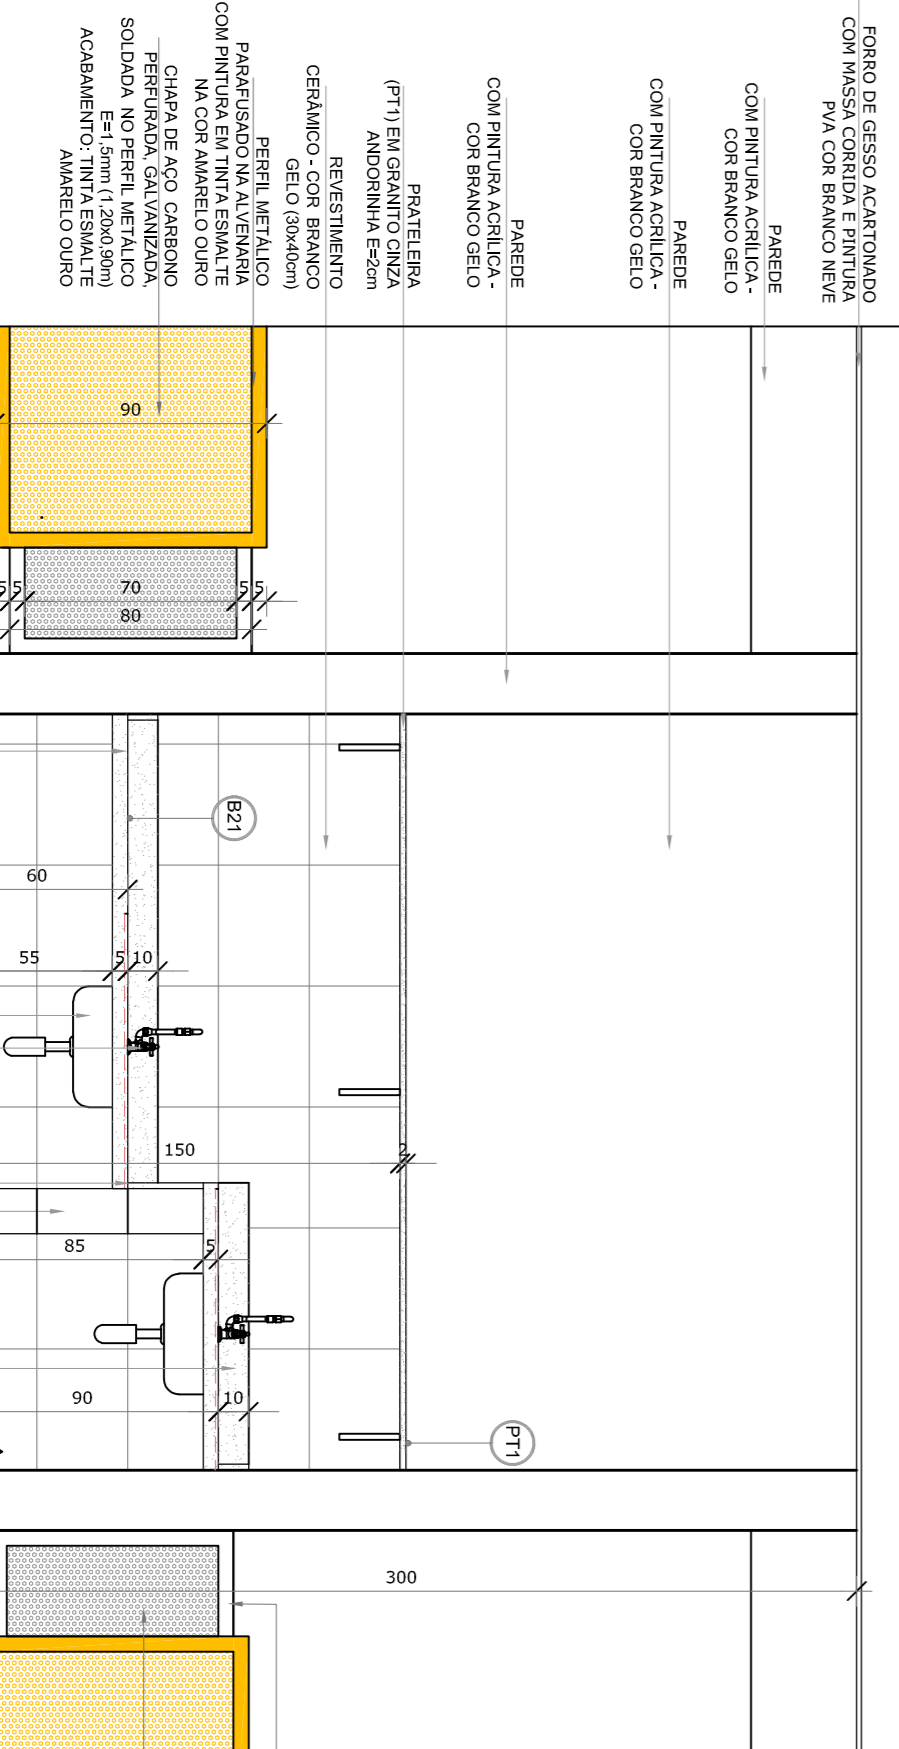 FORRO DE GESSO ACARTONADO
COM MASSA CORRIDA E PINTURA
PVA COR BRANCO NEVE
PAREDE
COM PINTURA ACRÍLICA -
COR BRANCO GELO
PAREDE
COM PINTURA ACRÍLICA -
COR BRANCO GELO
PAREDE
COM PINTURA ACRÍLICA -
COR BRANCO GELO
PRATELEIRA
(PT1) EM GRANITO CINZA
ANDORINHA E=2cm
REVESTIMENTO
CERÂMICO - COR BRANCO
GELO (30x40cm)
PERFIL METÁLICO
PARAFUSADO NA ALVENARIA
COM PINTURA EM TINTA ESMALTE
NA COR AMARELO OURO
CHAPA DE AÇO CARBONO
PERFURADA, GALVANIZADA,
SOLDADA NO PERFIL METÁLICO
E=1,5mm (1,20x0,90m)
ACABAMENTO: TINTA ESMALTE
AMARELO OURO
90
5 5
70
5 5
80
B21
60
55
5 10
150
2
85
5
90
10
PT1
300